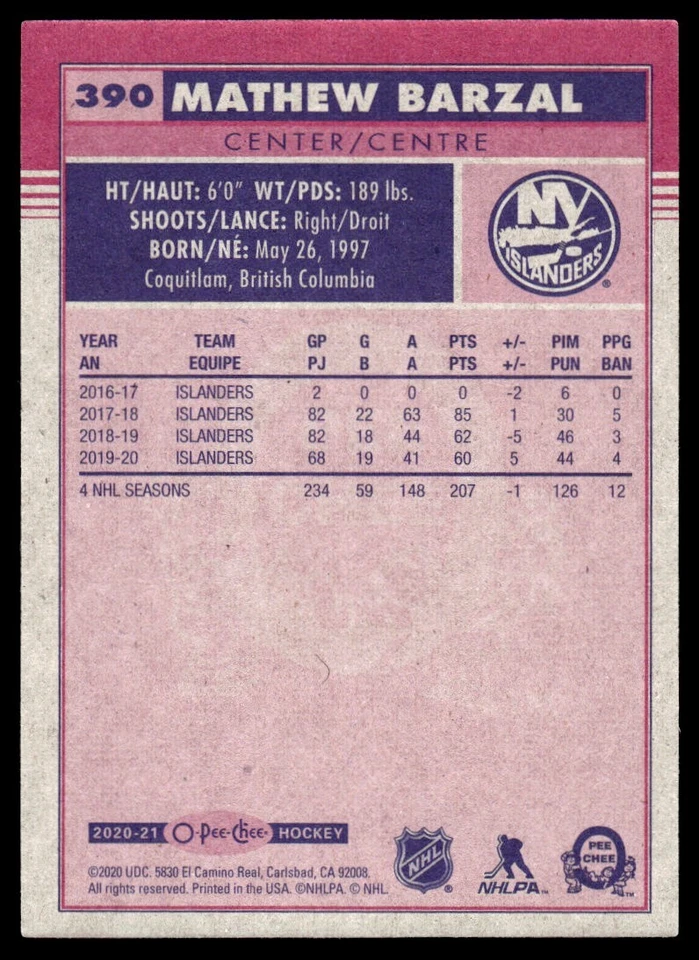 390 MATHEW BARZAL
CENTER/CENTRE
HT/HAUT: 6'0" WT/PDS: 189 lbs.
SHOOTS/LANCE: Right/Droit
BORN/NÉ: May 26, 1997
Coquitlam, British Columbia
NY
ISLANDERS
®
YEAR TEAM GP G A PTS +/- PIM PPG
AN EQUIPE PJ B A PTS +/- PUN BAN
2016-17 ISLANDERS 2 0 0 0 -2 6 0
2017-18 ISLANDERS 82 22 63 85 1 30 5
2018-19 ISLANDERS 82 18 44 62 -5 46 3
2019-20 ISLANDERS 68 19 41 60 5 44 4
4 NHL SEASONS 234 59 148 207 -1 126 12
2020-21 O-Pee-Chee® HOCKEY
©2020 UDC. 5830 El Camino Real, Carlsbad, CA 92008.
All rights reserved. Printed in the USA. ©NHLPA. © NHL.
NHL ®
NHLPA™
PEE
CHEE
™